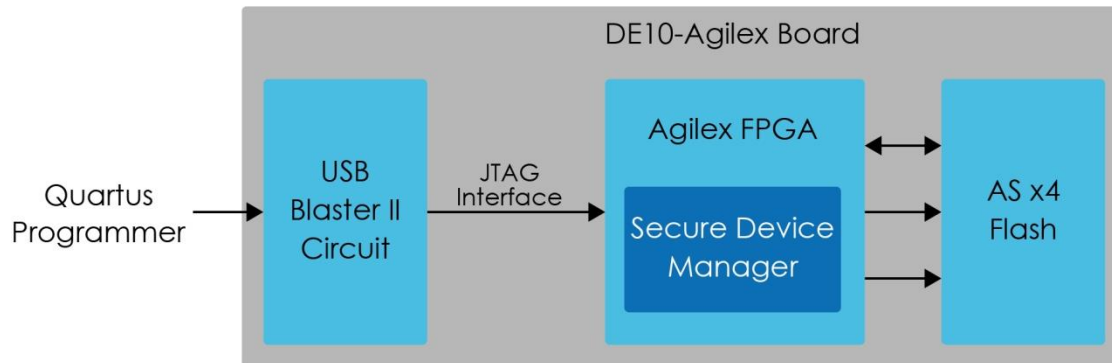 DE10-Agilex Board
Quartus
Programmer
USB
Blaster II
Circuit
JTAG
Interface
Agilex FPGA
Secure Device
Manager
AS x4
Flash